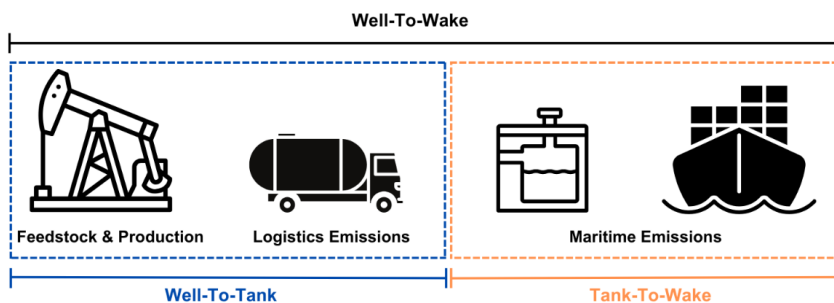 Well-To-Wake
Feedstock & Production
Logistics Emissions
Maritime Emissions
Well-To-Tank
Tank-To-Wake